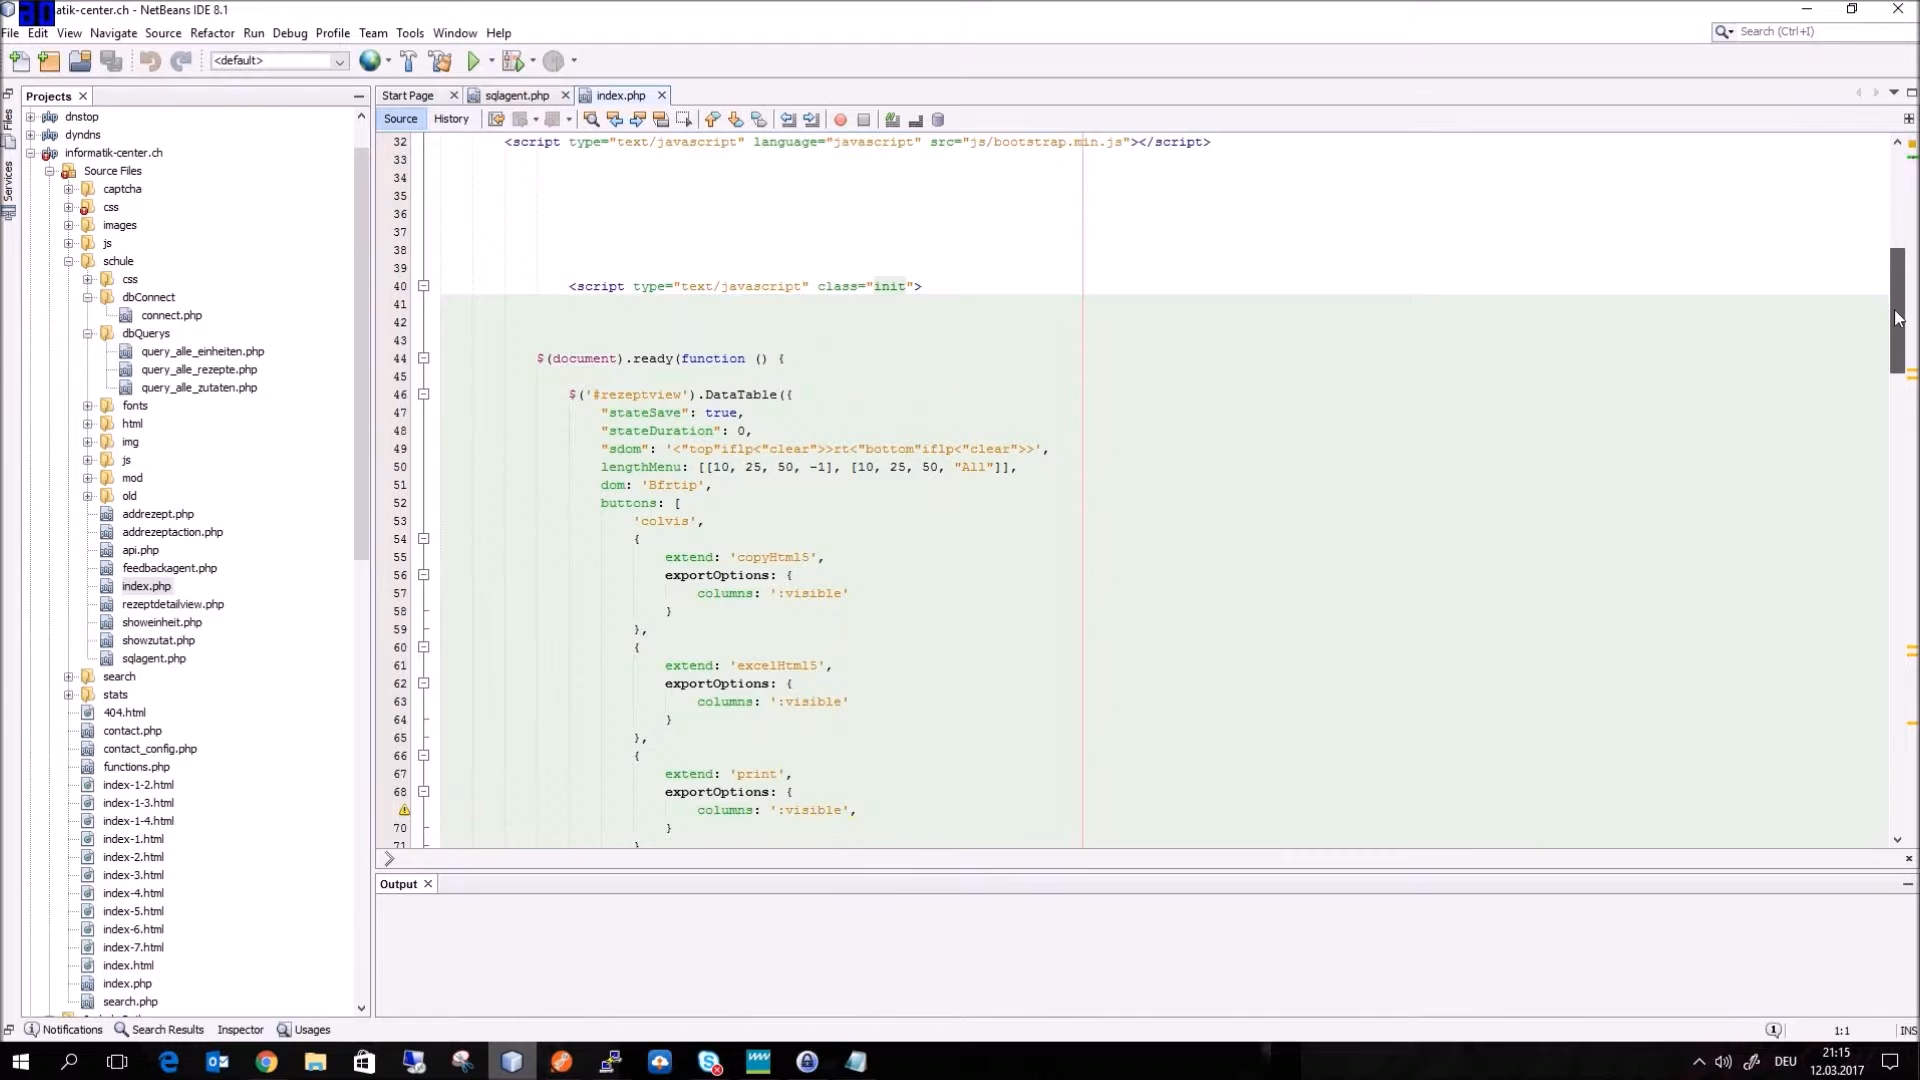 30
atik-center.ch - NetBeans IDE 8.1
File Edit View Navigate Source Refactor Run Debug Profile Team Tools Window Help
Search (Ctrl+I)
<default>
Files
Services
Projects
dnstop
dyndns
informatik-center.ch
Source Files
captcha
css
images
js
schule
css
dbConnect
connect.php
dbQuerys
query_alle_einheiten.php
query_alle_rezepte.php
query_alle_zutaten.php
fonts
html
img
js
mod
old
addrezept.php
addrezeptaction.php
api.php
feedbackagent.php
index.php
rezeptdetailview.php
showeinheit.php
showzutat.php
sqlagent.php
search
stats
404.html
contact.php
contact_config.php
functions.php
index-1-2.html
index-1-3.html
index-1-4.html
index-1.html
index-2.html
index-3.html
index-4.html
index-5.html
index-6.html
index-7.html
index.html
index.php
search.php
Start Page sqlagent.php index.php
Source History
32 <script type="text/javascript" language="javascript" src="js/bootstrap.min.js"></script>
33
34
35
36
37
38
39
40 <script type="text/javascript" class="init">
41
42
43
44 $(document).ready(function () {
45
46 $('#rezeptview').DataTable({
47 "stateSave": true,
48 "stateDuration": 0,
49 "sdom": '<"top"iflp<"clear">>rt<"bottom"iflp<"clear">>',
50 lengthMenu: [[10, 25, 50, -1], [10, 25, 50, "All"]],
51 dom: 'Bfrtip',
52 buttons: [
53 'colvis',
54 {
55 extend: 'copyHtml5',
56 exportOptions: {
57 columns: ':visible'
58 }
59 },
60 {
61 extend: 'excelHtml5',
62 exportOptions: {
63 columns: ':visible'
64 }
65 },
66 {
67 extend: 'print',
68 exportOptions: {
columns: ':visible',
70 }
71 }
Output
Notifications Search Results Inspector Usages
1:1 INS
DEU
21:15
12.03.2017